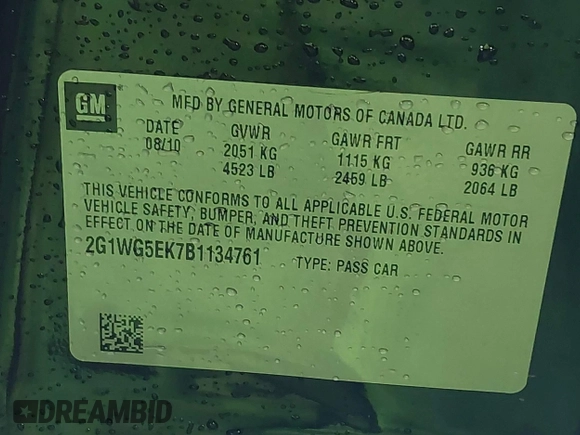 GM
MFD BY GENERAL MOTORS OF CANADA LTD.
DATE GVWR GAWR FRT GAWR RR
08/10 2051 KG 1115 KG 936 KG
4523 LB 2459 LB 2064 LB
THIS VEHICLE CONFORMS TO ALL APPLICABLE U.S. FEDERAL MOTOR
VEHICLE SAFETY, BUMPER, AND THEFT PREVENTION STANDARDS IN
EFFECT ON THE DATE OF MANUFACTURE SHOWN ABOVE.
2G1WG5EK7B1134761 TYPE: PASS CAR
DREAMBID